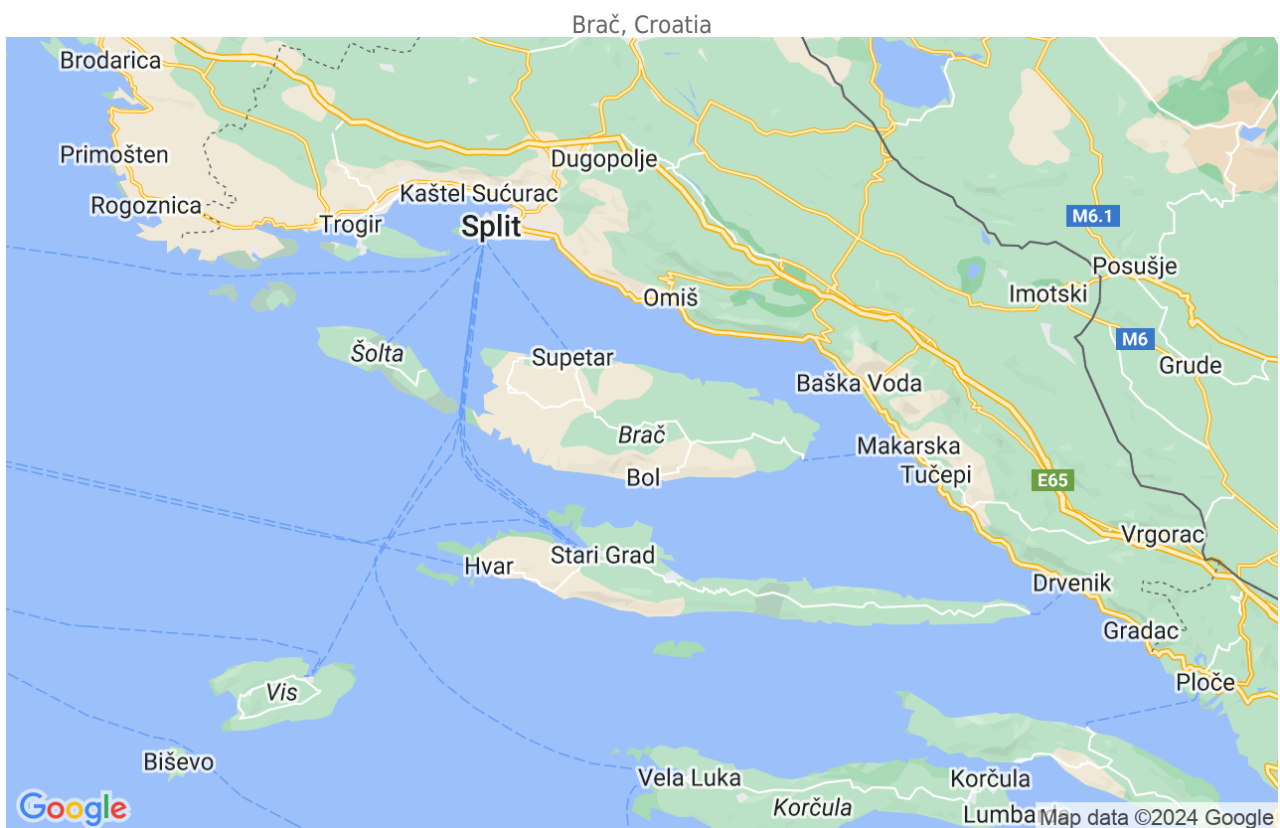 Brač, Croatia
Brodarica
Primošten
Dugopolje
Kaštel Sućurac
Rogoznica
Trogir
Split
M6.1
Posušje
Imotski
Omiš
M6
Šolta
Supetar
Grude
Baška Voda
Brač
Makarska
Bol
Tučepi
E65
Vrgorac
Stari Grad
Hvar
Drvenik
Gradac
Ploče
Vis
Biševo
Vela Luka
Korčula
Korčula
Google
Map data ©2024 Google